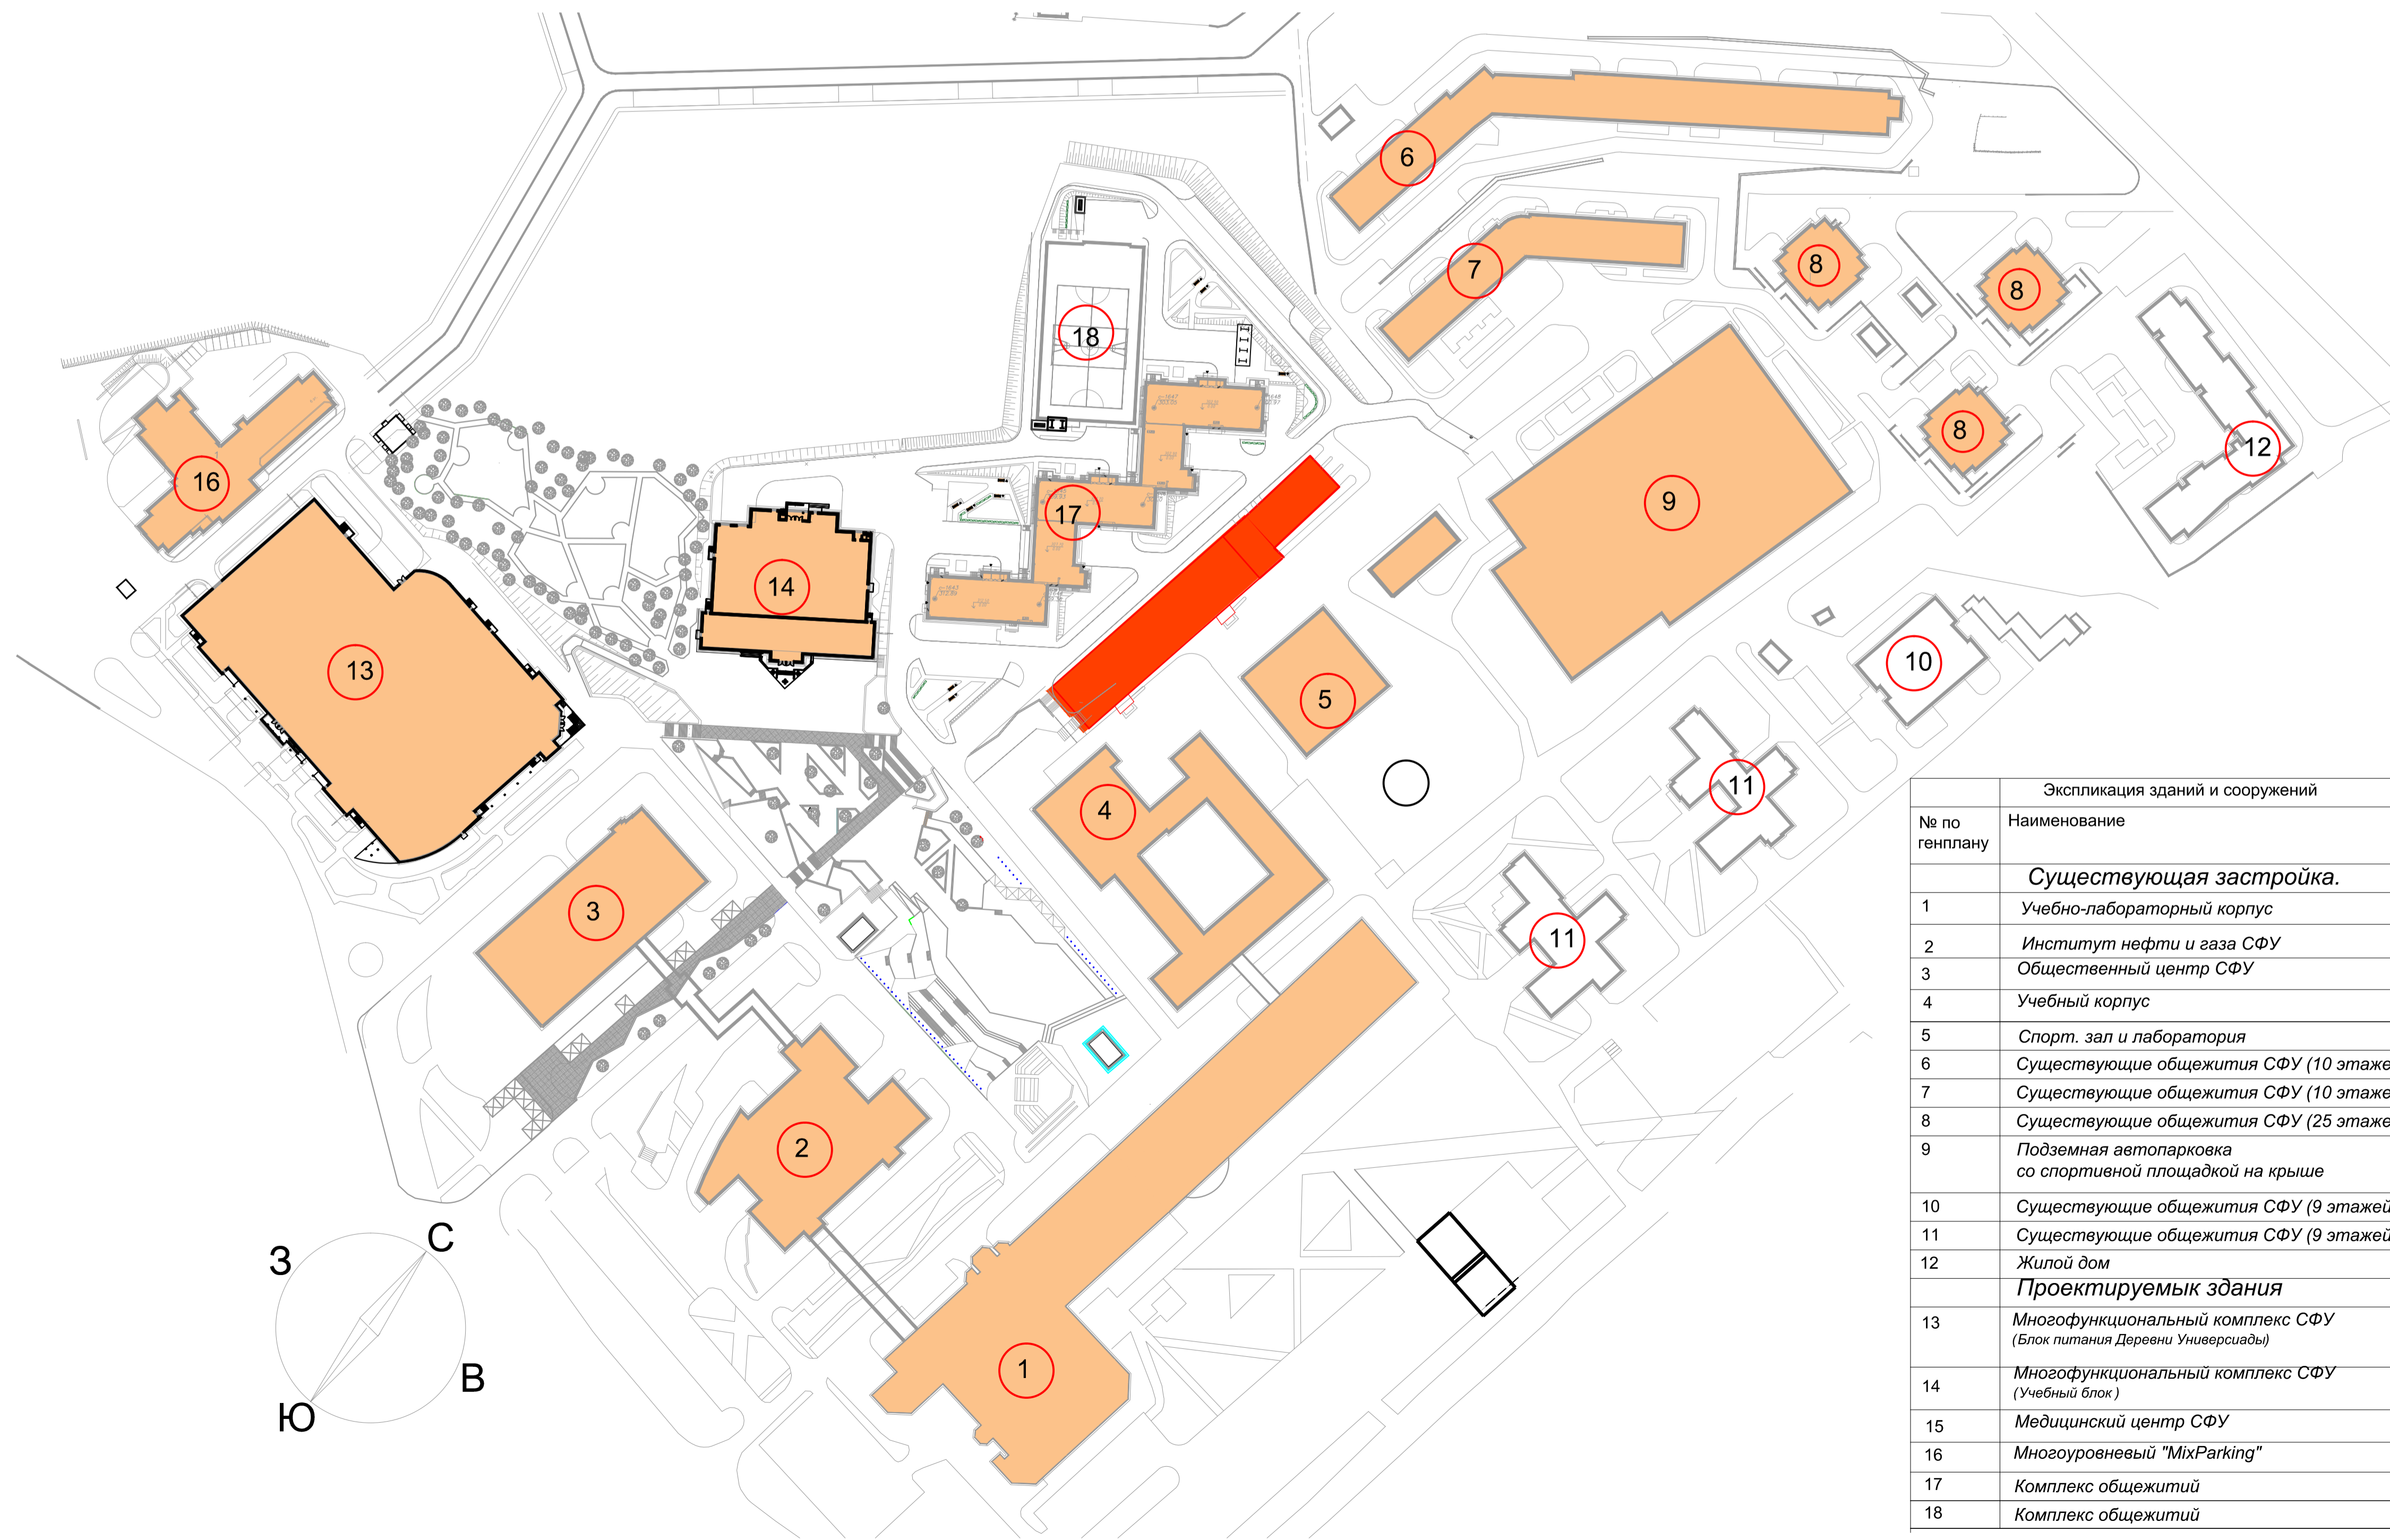 6
7
8
8
8
18
12
16
9
17
14
13
5
10
4
11
3
11
2
1
С
З
В
Ю
Экспликация зданий и сооружений
№ по генплану
Наименование
Существующая застройка.
1 Учебно-лабораторный корпус
2 Институт нефти и газа СФУ
3 Общественный центр СФУ
4 Учебный корпус
5 Спорт. зал и лаборатория
6 Существующие общежития СФУ (10 этаже
7 Существующие общежития СФУ (10 этаже
8 Существующие общежития СФУ (25 этаже
9 Подземная автопарковка
со спортивной площадкой на крыше
10 Существующие общежития СФУ (9 этажей
11 Существующие общежития СФУ (9 этажей
12 Жилой дом
Проектируемык здания
13 Многофункциональный комплекс СФУ
(Блок питания Деревни Универсиады)
14 Многофункциональный комплекс СФУ
(Учебный блок )
15 Медицинский центр СФУ
16 Многоуровневый "MixParking"
17 Комплекс общежитий
18 Комплекс общежитий